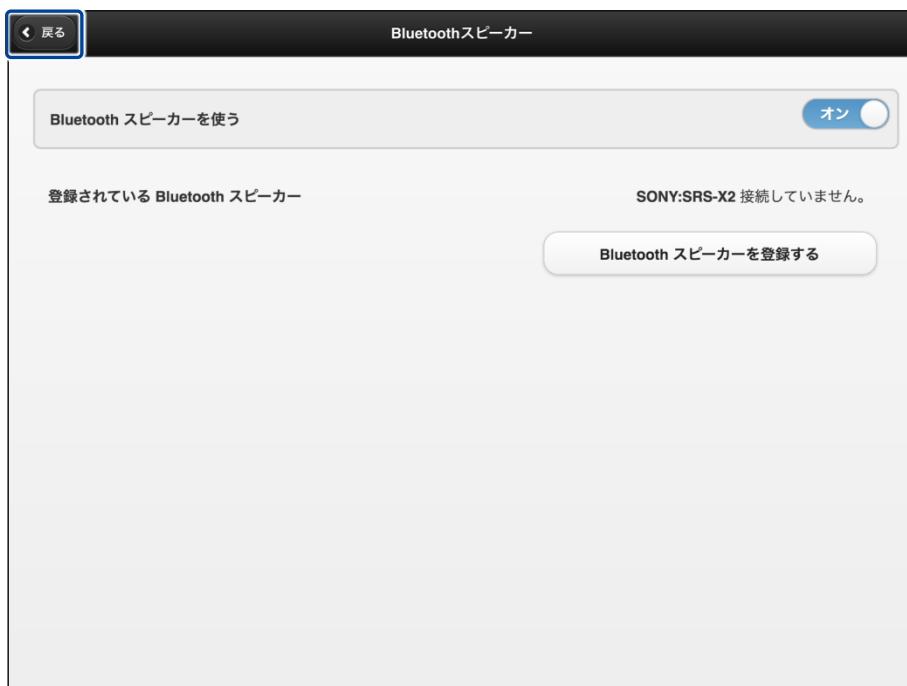 戻る
Bluetoothスピーカー
Bluetooth スピーカーを使う
オン
登録されている Bluetooth スピーカー
SONY:SRS-X2 接続していません。
Bluetooth スピーカーを登録する